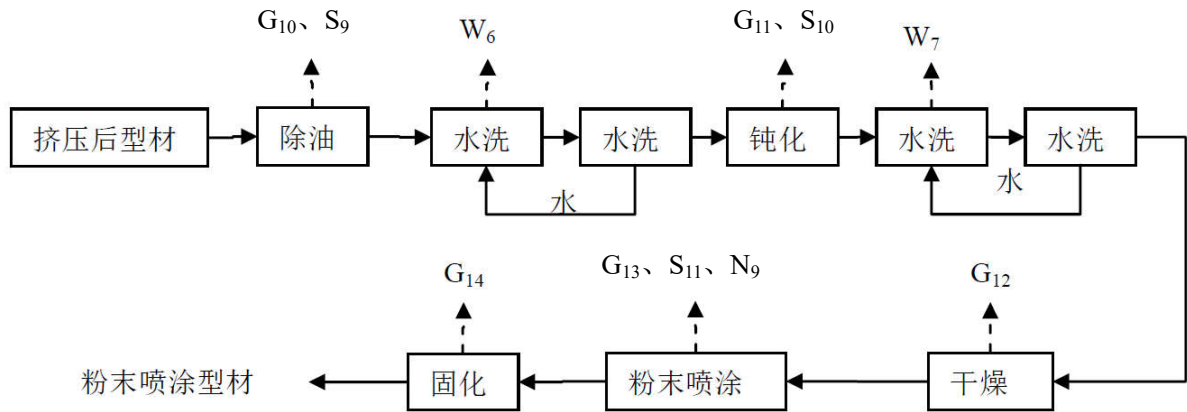 G₁₀、S₉
W₆
G₁₁、S₁₀
W₇
挤压后型材
除油
水洗
水洗
钝化
水洗
水洗
水
水
G₁₄
G₁₃、S₁₁、N₉
G₁₂
粉末喷涂型材
固化
粉末喷涂
干燥